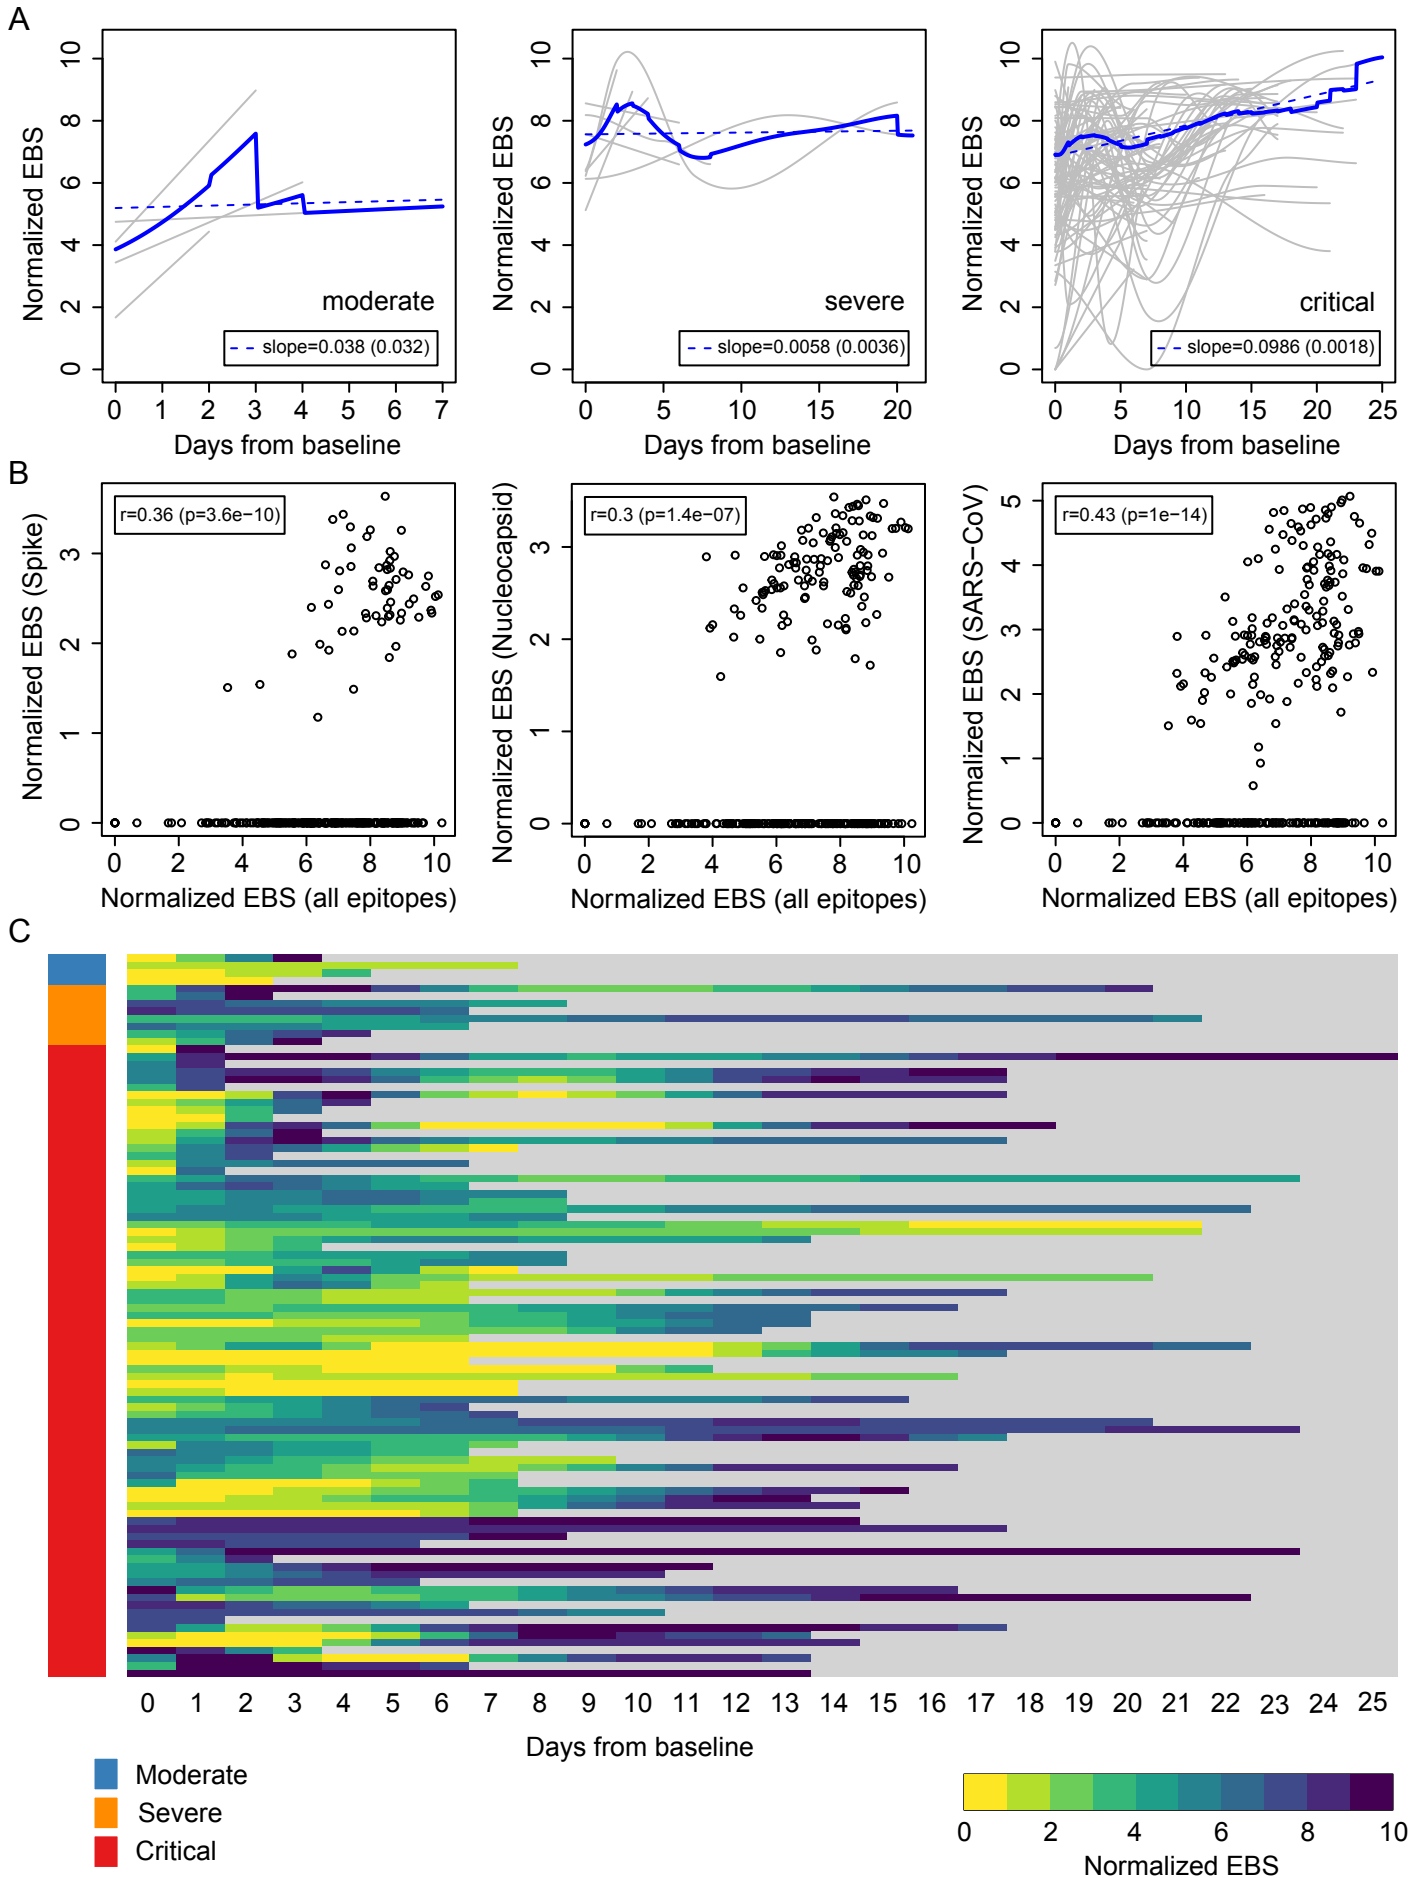 A
Normalized EBS
0 2 4 6 8 10
moderate
slope=0.038 (0.032)
0 1 2 3 4 5 6 7
Days from baseline
Normalized EBS
0 2 4 6 8 10
severe
slope=0.0058 (0.0036)
0 5 10 15 20
Days from baseline
Normalized EBS
0 2 4 6 8 10
critical
slope=0.0986 (0.0018)
0 5 10 15 20 25
Days from baseline
B
Normalized EBS (Spike)
0 1 2 3
r=0.36 (p=3.6e−10)
0 2 4 6 8 10
Normalized EBS (all epitopes)
Normalized EBS (Nucleocapsid)
0 1 2 3
r=0.3 (p=1.4e−07)
0 2 4 6 8 10
Normalized EBS (all epitopes)
Normalized EBS (SARS−CoV)
0 1 2 3 4 5
r=0.43 (p=1e−14)
0 2 4 6 8 10
Normalized EBS (all epitopes)
C
0 1 2 3 4 5 6 7 8 9 10 11 12 13 14 15 16 17 18 19 20 21 22 23 24 25
Days from baseline
Moderate
Severe
Critical
0 2 4 6 8 10
Normalized EBS